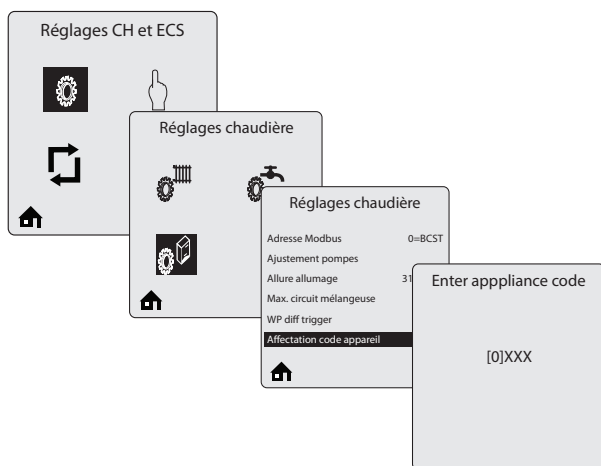 Réglages CH et ECS
Réglages chaudière
Réglages chaudière
Adresse Modbus 0=BCST
Ajustement pompes
Allure allumage 31
Max. circuit mélangeuse
WP diff trigger
Affectation code appareil
Enter apppliance code
[0]XXX